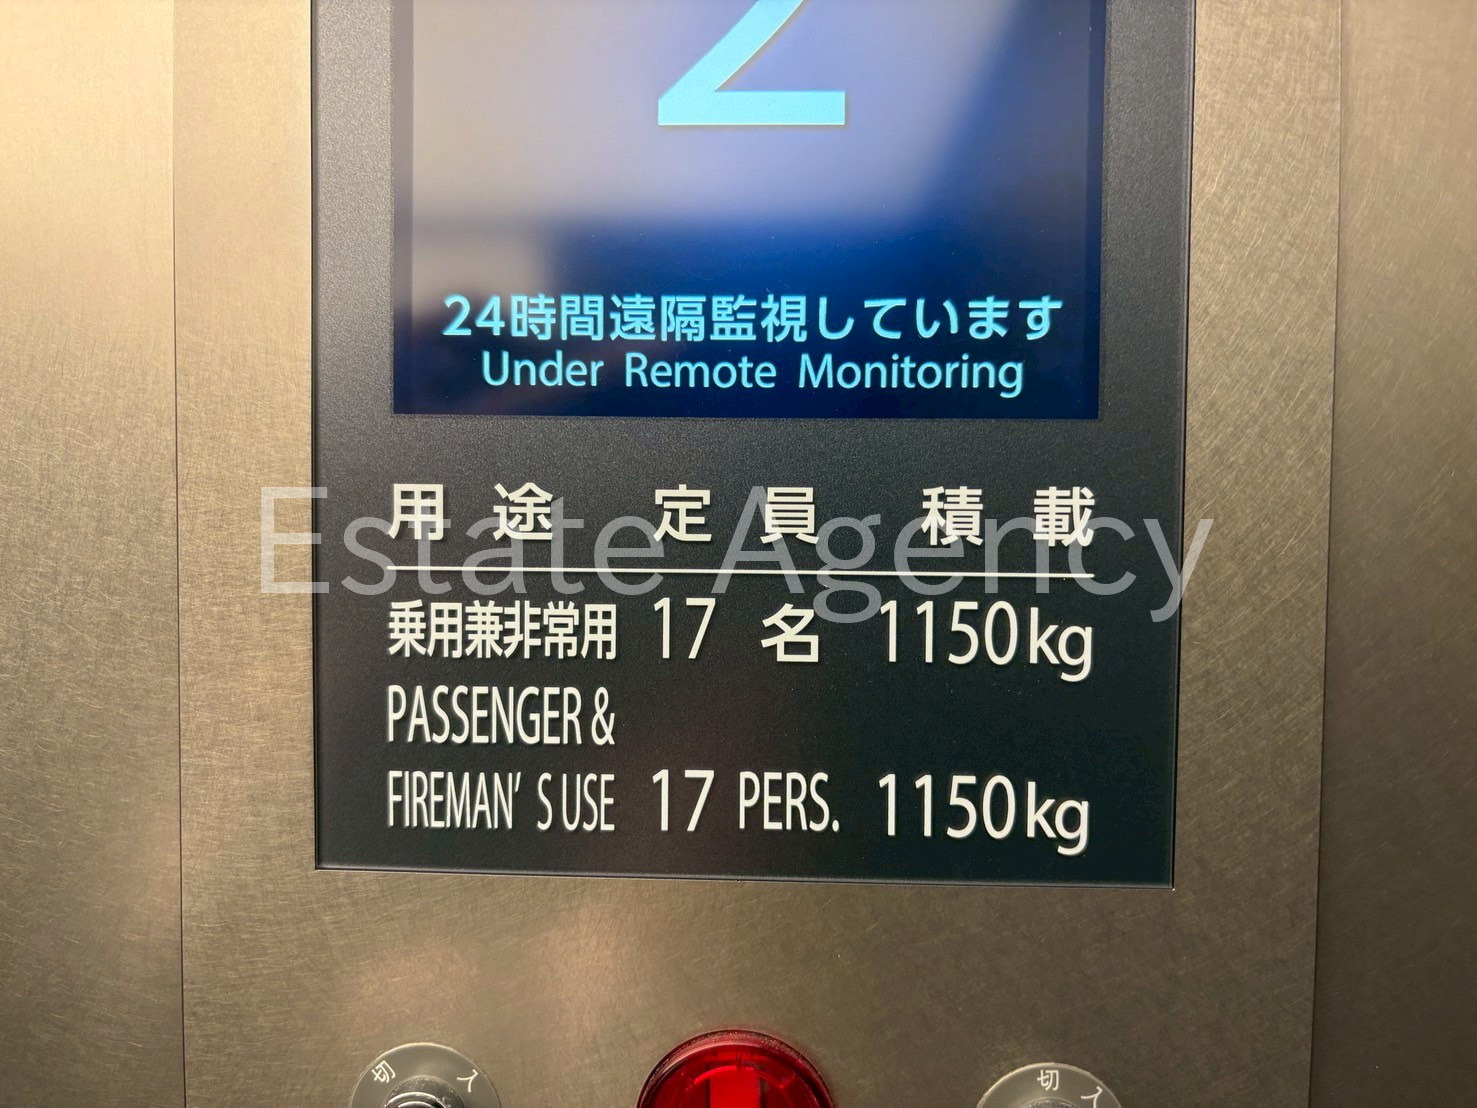 2
24時間遠隔監視しています
Under Remote Monitoring
用途 定員 積載
Estate Agency
乗用兼非常用 17 名 1150kg
PASSENGER &
FIREMAN'S USE 17 PERS. 1150kg
切 入 切 入